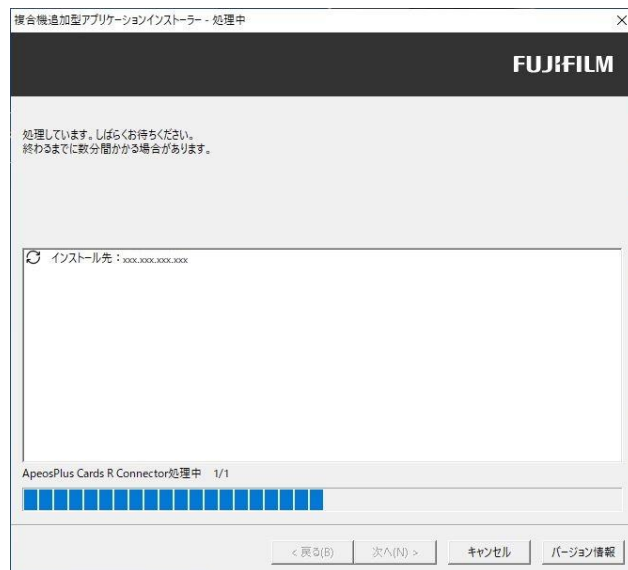 複合機追加型アプリケーションインストーラー - 処理中
FUJIFILM
処理しています。しばらくお待ちください。
終わるまでに数分間かかる場合があります。
インストール先：xxx.xxx.xxx.xxx
ApeosPlus Cards R Connector処理中 1/1
< 戻る(B)
次へ(N) >
キャンセル
バージョン情報